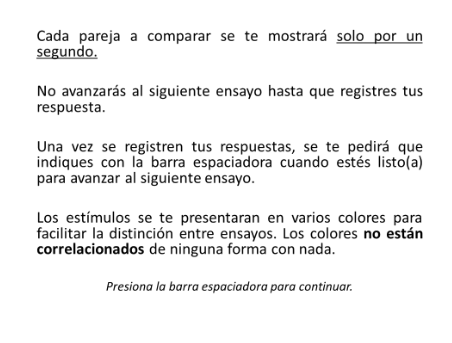 Cada pareja a comparar se te mostrará solo por un
segundo.
No avanzarás al siguiente ensayo hasta que registres tus
respuesta.
Una vez se registren tus respuestas, se te pedirá que
indiques con la barra espaciadora cuando estés listo(a)
para avanzar al siguiente ensayo.
Los estímulos se te presentaran en varios colores para
facilitar la distinción entre ensayos. Los colores no están
correlacionados de ninguna forma con nada.
Presiona la barra espaciadora para continuar.